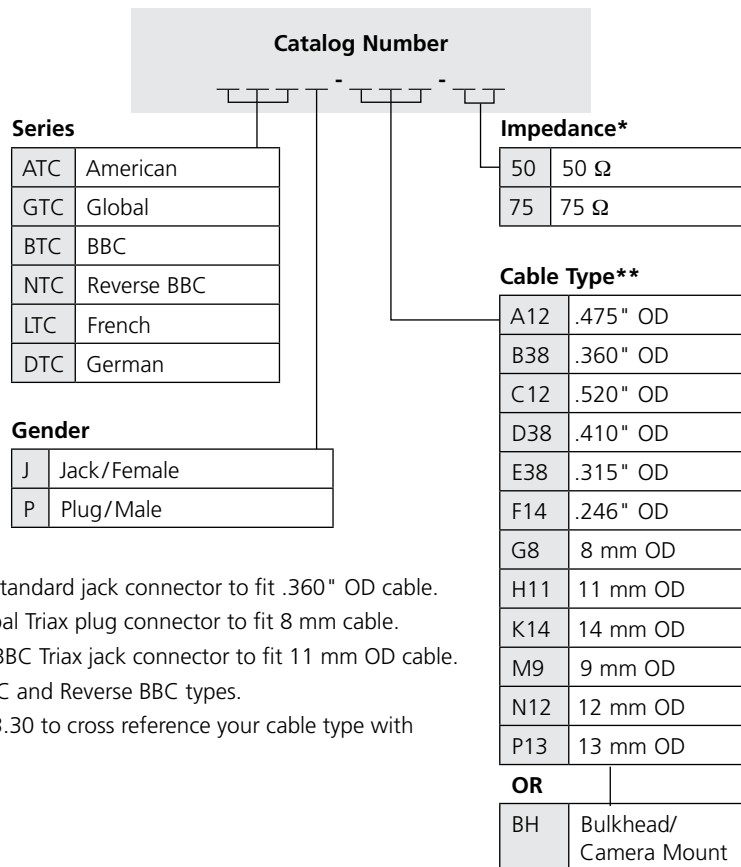 Catalog Number
- -
Series
ATC American
GTC Global
BTC BBC
NTC Reverse BBC
LTC French
DTC German
Gender
J Jack/Female
P Plug/Male
Impedance*
50 50 Ω
75 75 Ω
Cable Type**
A12 .475" OD
B38 .360" OD
C12 .520" OD
D38 .410" OD
E38 .315" OD
F14 .246" OD
G8 8 mm OD
H11 11 mm OD
K14 14 mm OD
M9 9 mm OD
N12 12 mm OD
P13 13 mm OD
OR
BH Bulkhead/
Camera Mount
jack connector to fit .360" OD cable.
Triax plug connector to fit 8 mm cable.
BBC Triax jack connector to fit 11 mm OD cable.
and Reverse BBC types.
to cross reference your cable type with